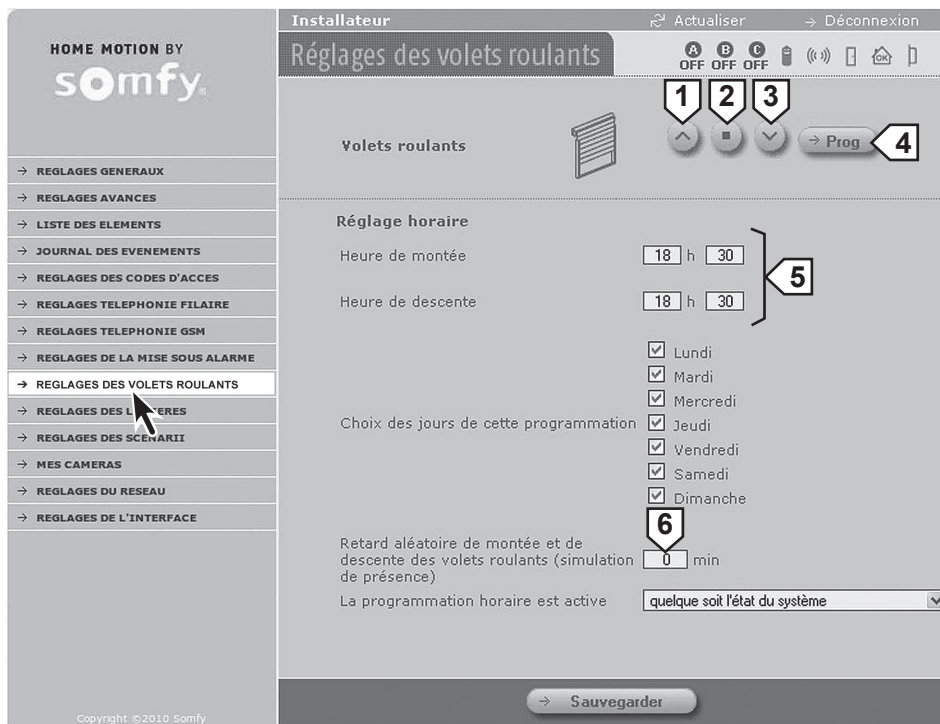 Installateur
Actualiser
Déconnexion
HOME MOTION BY
somfy
Réglages des volets roulants
A B C
OFF OFF OFF
OK
1 2 3
Volets roulants
Prog
4
REGLAGES GENERAUX
REGLAGES AVANCES
LISTE DES ELEMENTS
JOURNAL DES EVENEMENTS
REGLAGES DES CODES D'ACCES
REGLAGES TELEPHONIE FILAIRE
REGLAGES TELEPHONIE GSM
REGLAGES DE LA MISE SOUS ALARME
REGLAGES DES VOLETS ROULANTS
REGLAGES DES
REGLAGES DES SCENARII
MES CAMERAS
REGLAGES DU RESEAU
REGLAGES DE L'INTERFACE
Réglage horaire
Heure de montée 18 h 30
5
Heure de descente 18 h 30
Lundi
Mardi
Mercredi
Choix des jours de cette programmation Jeudi
Vendredi
Samedi
Dimanche
6
Retard aléatoire de montée et de
descente des volets roulants (simulation 0 min
de présence)
La programmation horaire est active quelque soit l'état du système
Sauvegarder
Copyright ©2010 Somfy